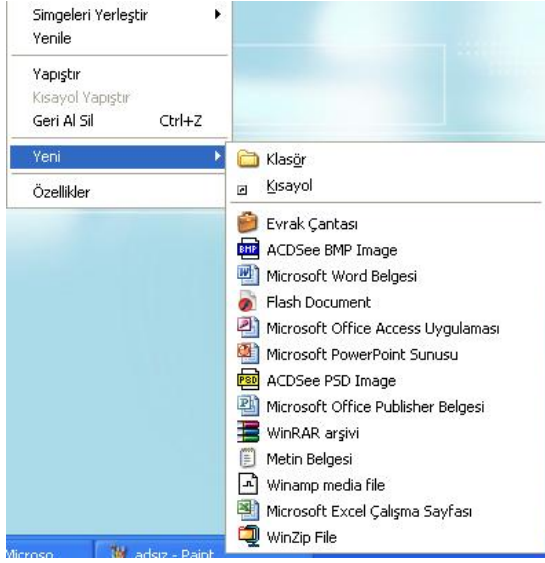 Simgeleri Yerleştir
Yenile
Yapıştır
Kısayol Yapıştır
Geri Al Sil Ctrl+Z
Yeni
Özellikler
Klasör
Kısayol
Evrak Çantası
BMP ACDSee BMP Image
Microsoft Word Belgesi
Flash Document
Microsoft Office Access Uygulaması
Microsoft PowerPoint Sunusu
PSD ACDSee PSD Image
Microsoft Office Publisher Belgesi
WinRAR arşivi
Metin Belgesi
Winamp media file
Microsoft Excel Çalışma Sayfası
WinZip File
Microso... adsız - Paint